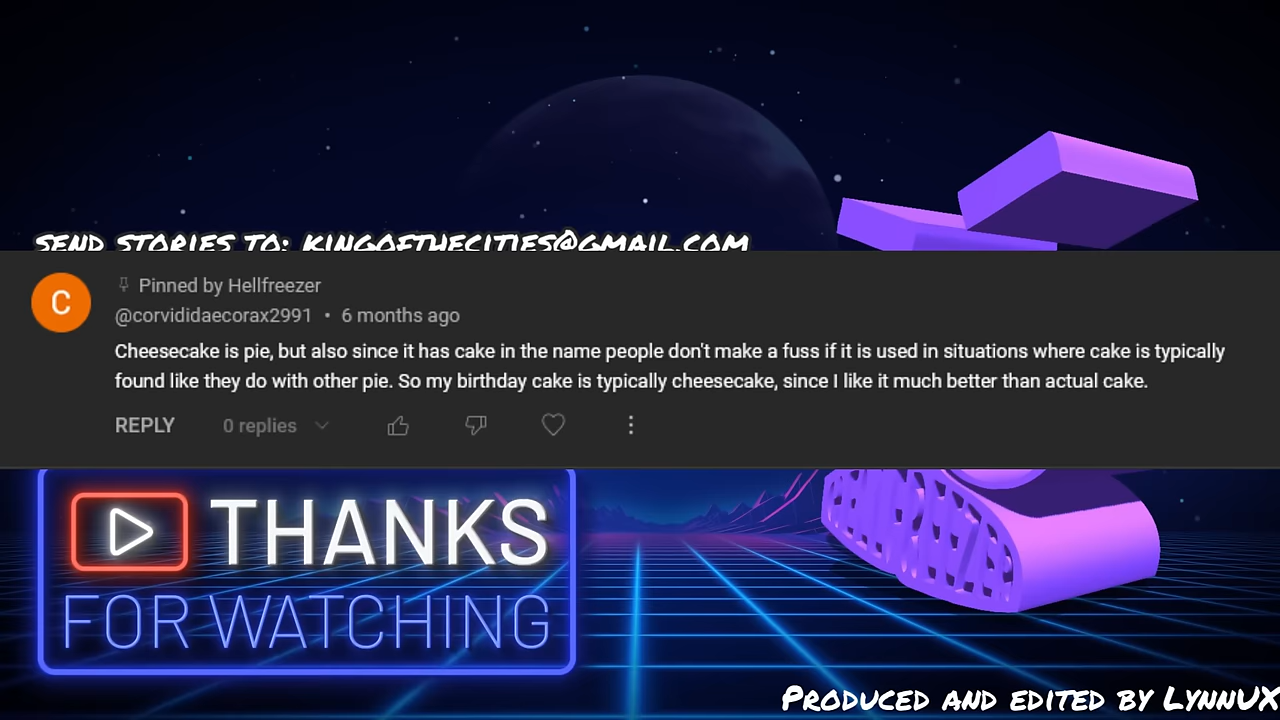 SEND STORIES TO: KINGOFTHECITIES@GMAIL.COM
C
Pinned by Hellfreezer
@corvididaecorax2991 • 6 months ago
Cheesecake is pie, but also since it has cake in the name people don't make a fuss if it is used in situations where cake is typically
found like they do with other pie. So my birthday cake is typically cheesecake, since I like it much better than actual cake.
REPLY 0 replies
THANKS
FOR WATCHING
PRODUCED AND EDITED BY LYNNUX